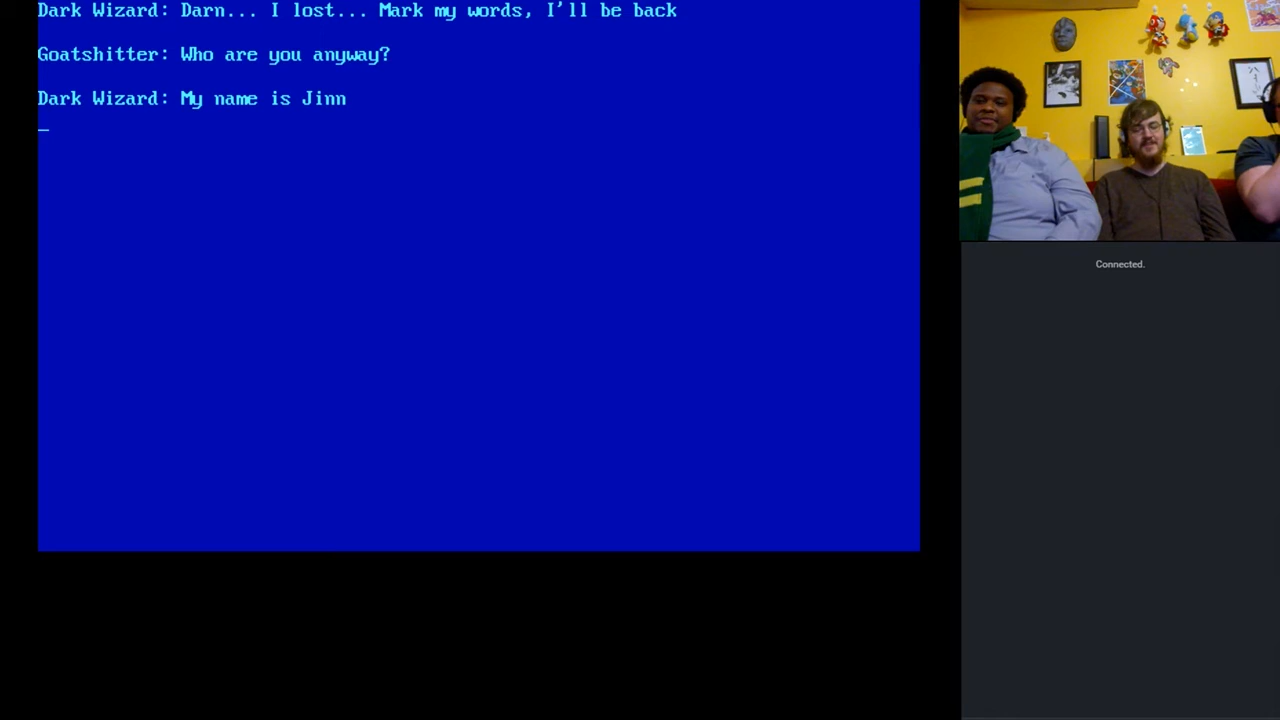 Dark Wizard: Darn... I lost... Mark my words, I'll be back
Goatshitter: Who are you anyway?
Dark Wizard: My name is Jinn
Connected.